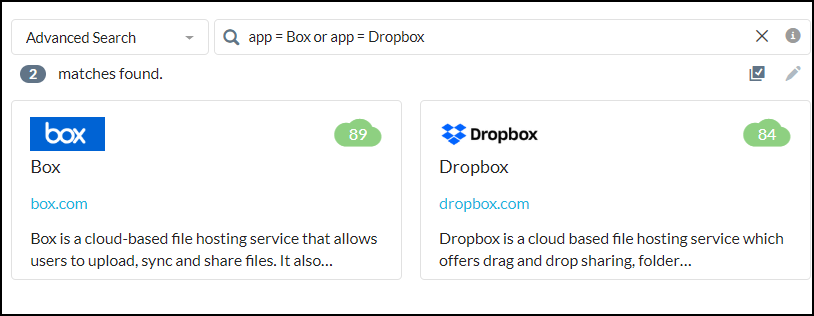 Advanced Search
app = Box or app = Dropbox
2 matches found.
box
89
Box
box.com
Box is a cloud-based file hosting service that allows
users to upload, sync and share files. It also...
Dropbox
84
Dropbox
dropbox.com
Dropbox is a cloud based file hosting service which
offers drag and drop sharing, folder...